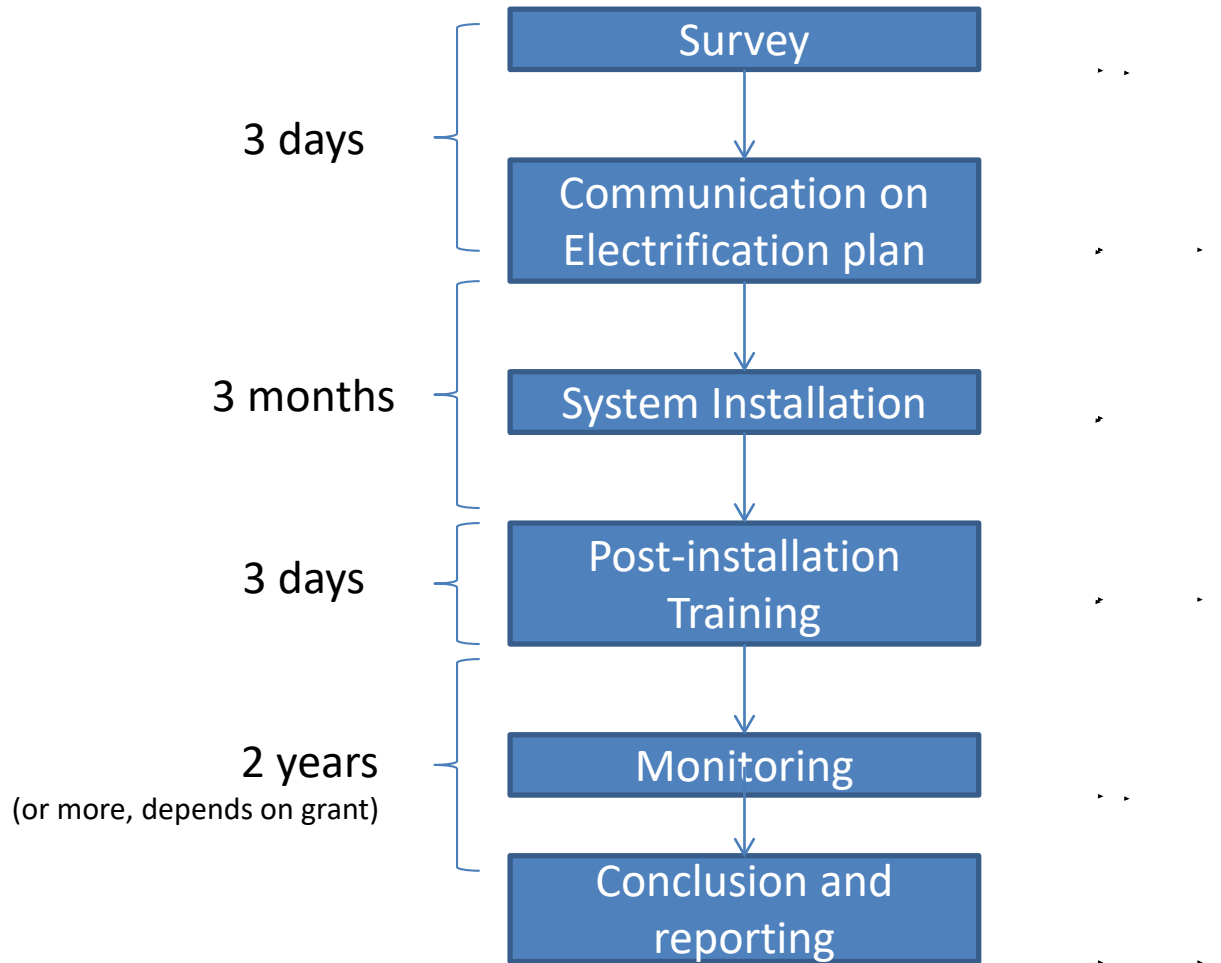 Survey
3 days
Communication on
Electrification plan
3 months
System Installation
Post-installation
3 days
Training
2 years
(or more, depends on grant)
Monitoring
Conclusion and
reporting